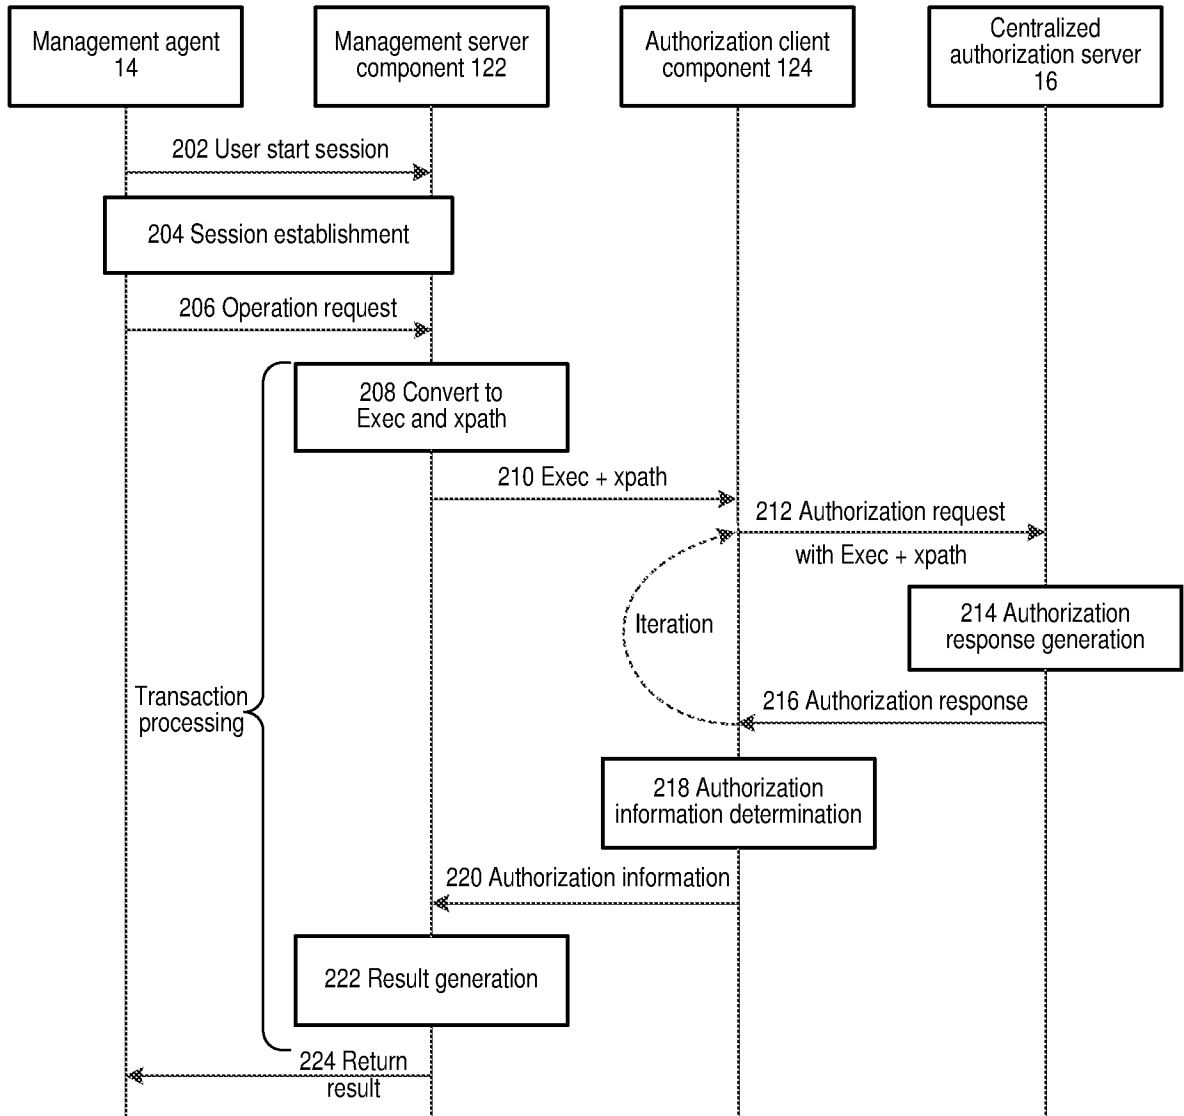 Management agent
14
Management server
component 122
Authorization client
component 124
Centralized
authorization server
16
202 User start session
204 Session establishment
206 Operation request
208 Convert to
Exec and xpath
210 Exec + xpath
212 Authorization request
with Exec + xpath
214 Authorization
response generation
Iteration
216 Authorization response
Transaction
processing
218 Authorization
information determination
220 Authorization information
222 Result generation
224 Return
result